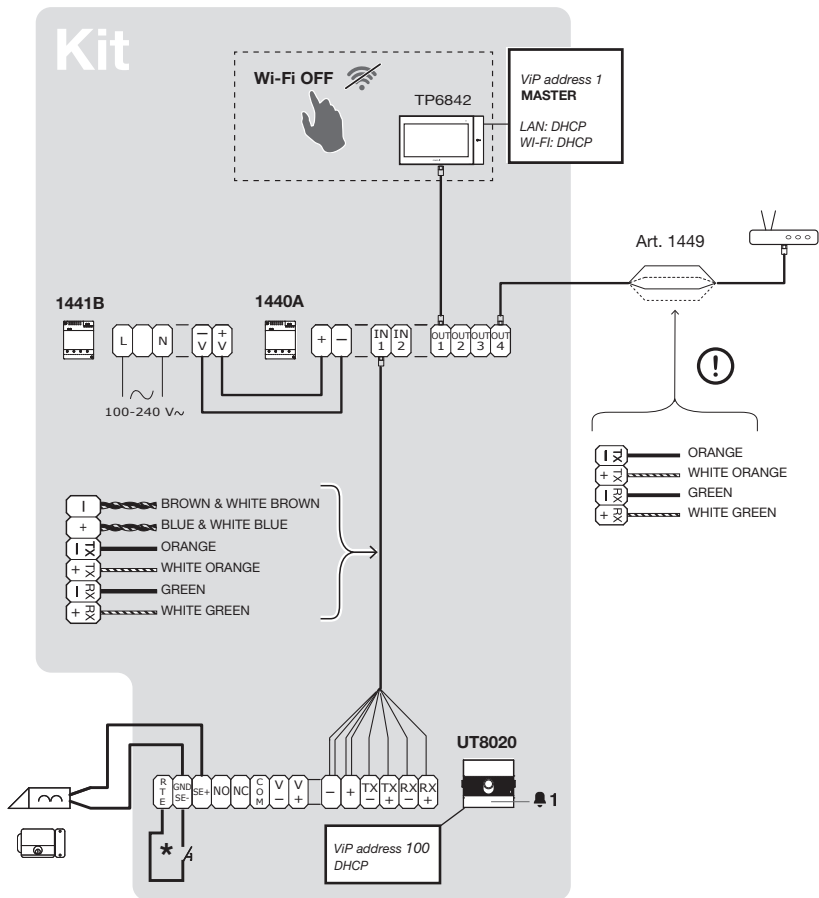 Kit
Wi-Fi OFF
TP6842
ViP address 1
MASTER
LAN: DHCP
WI-FI: DHCP
Art. 1449
1441B
1440A
L N
− V + V
+ −
IN 1 IN 2
OUT 1 OUT 2 OUT 3 OUT 4
100-240 V~
!
TX − ORANGE
TX + WHITE ORANGE
RX − GREEN
RX + WHITE GREEN
− BROWN & WHITE BROWN
+ BLUE & WHITE BLUE
TX − ORANGE
TX + WHITE ORANGE
RX − GREEN
RX + WHITE GREEN
UT8020
RTE GND SE- SE+ NO NC COM V − V + − + TX − TX + RX − RX +
1
*
ViP address 100
DHCP